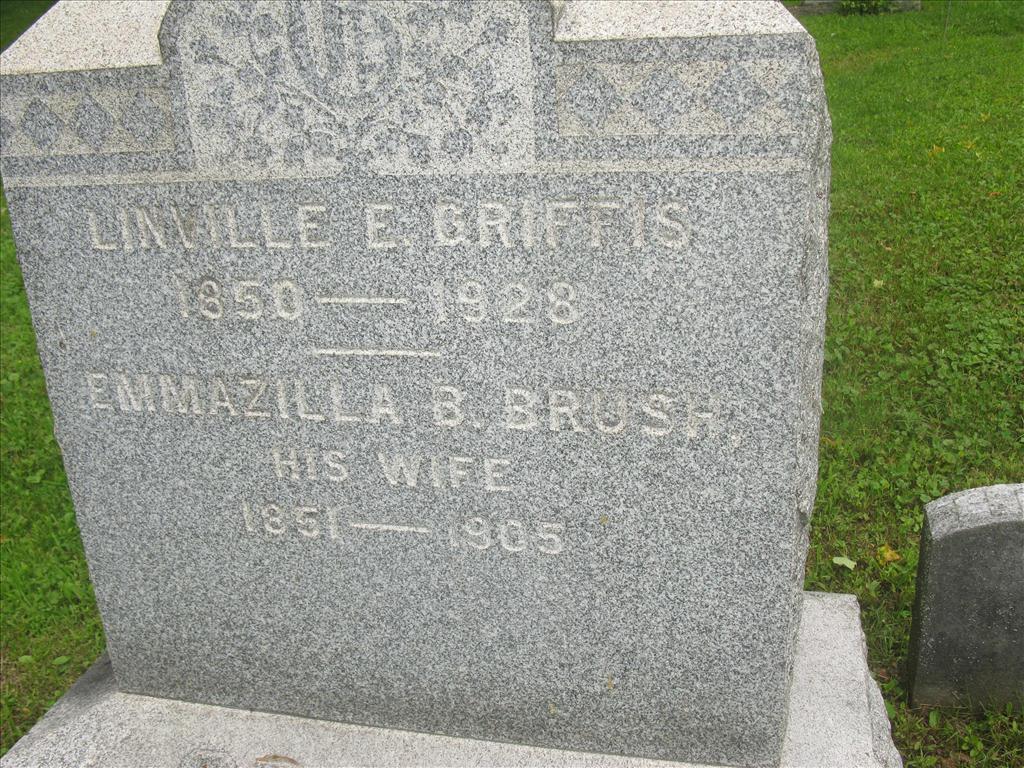 LINVILLE E. GRIFFIS
1850 — 1928
EMMAZILLA B. BRUSH,
HIS WIFE
1851 — 1905